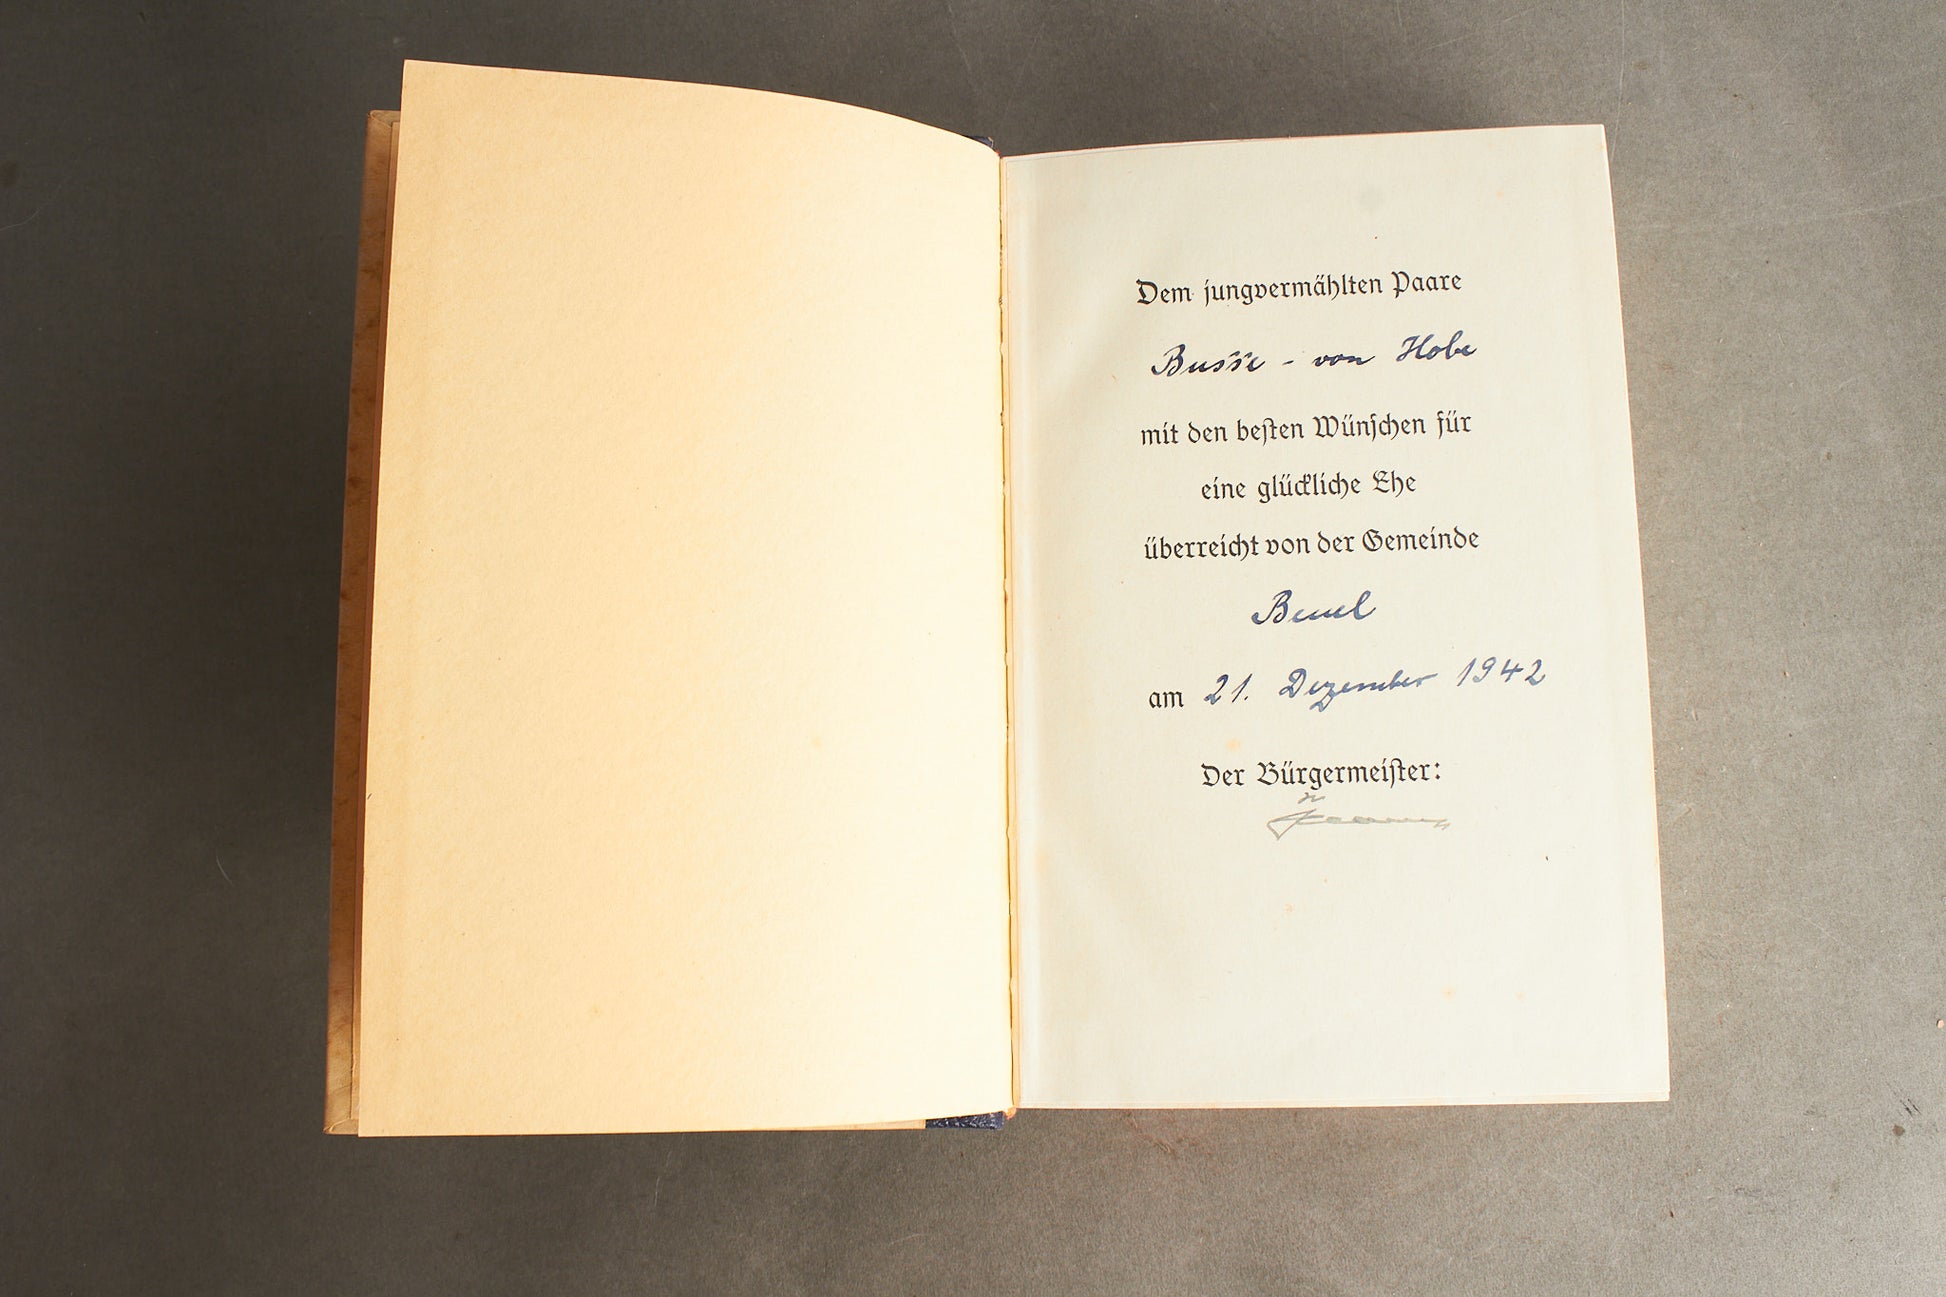 Dem jungvermählten Paare
Busse - von Hobe
mit den besten Wünschen für
eine glückliche Ehe
überreicht von der Gemeinde
Beuel
am 21. Dezember 1942
Der Bürgermeister: